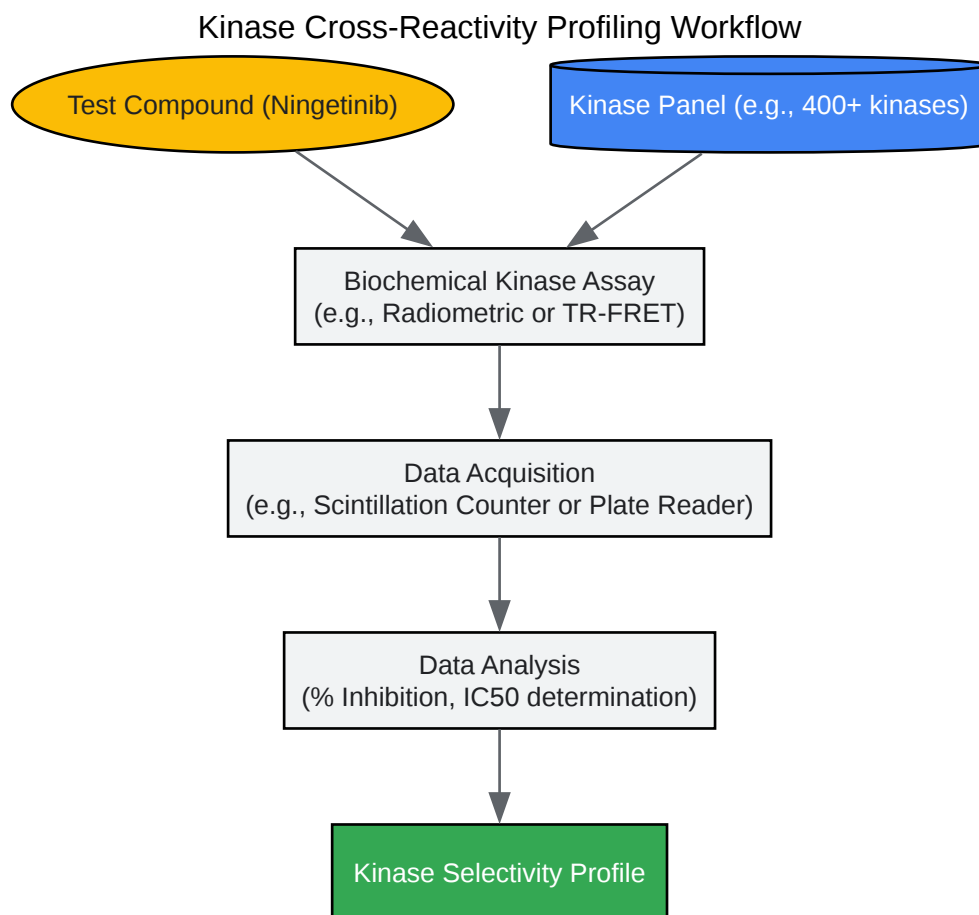 Kinase Cross-Reactivity Profiling Workflow
Test Compound (Ningetinib)
Kinase Panel (e.g., 400+ kinases)
Biochemical Kinase Assay
(e.g., Radiometric or TR-FRET)
Data Acquisition
(e.g., Scintillation Counter or Plate Reader)
Data Analysis
(% Inhibition, IC50 determination)
Kinase Selectivity Profile